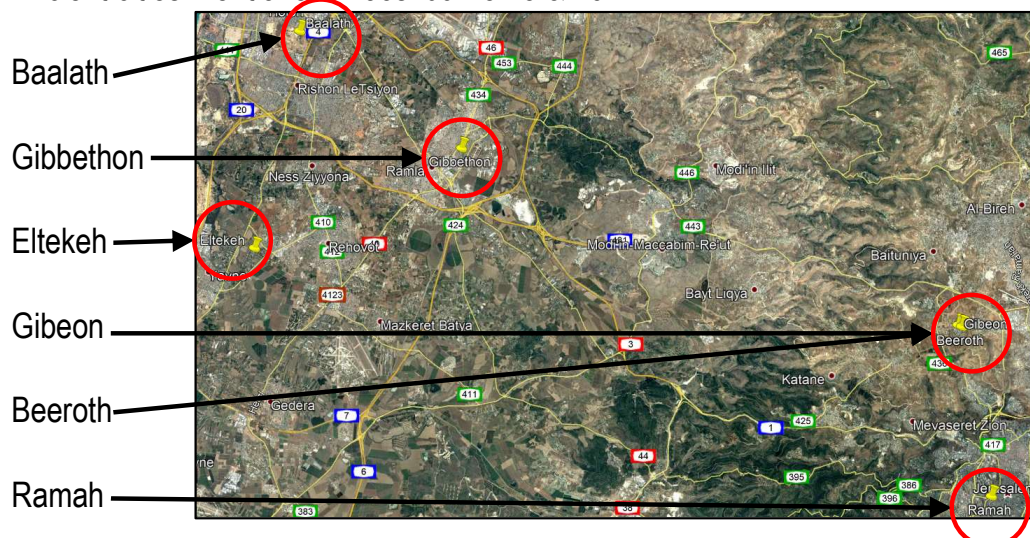 Baalath
Gibbethon
Eltekeh
Gibeon
Beeroth
Ramah
Baalath
4
46
453
444
465
Rishon LeTsiyon
434
20
Gibbethon
Ramla
Ness Ziyyona
446
Modi'in Illit
Al Bireh
410
424
443
Eltekeh
Rehovot
Modi'in-Maccabim-Re'ut
Baituniya
Bayt Liqya
4123
Mazkeret Batya
Gibeon
Beeroth
3
Katane
411
Gedera
7
425
1
Mevaseret Zion
417
44
6
395
386
396
Ramah
383
38